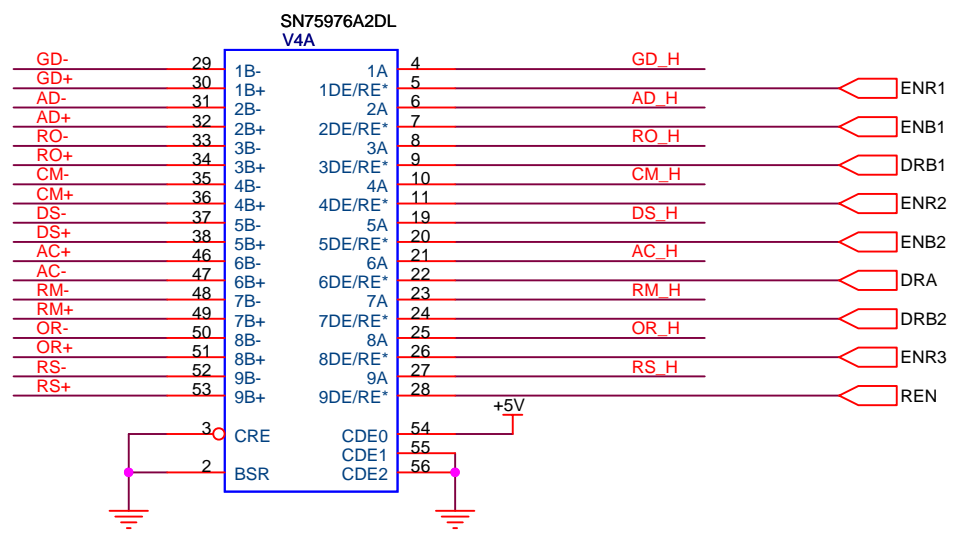 SN75976A2DL
V4A
GD- 29 1B- 1A 4 GD_H
GD+ 30 1B+ 1DE/RE* 5 ENR1
AD- 31 2B- 2A 6 AD_H
AD+ 32 2B+ 2DE/RE* 7 ENB1
RO- 33 3B- 3A 8 RO_H
RO+ 34 3B+ 3DE/RE* 9 DRB1
CM- 35 4B- 4A 10 CM_H
CM+ 36 4B+ 4DE/RE* 11 ENR2
DS- 37 5B- 5A 19 DS_H
DS+ 38 5B+ 5DE/RE* 20 ENB2
AC+ 46 6B- 6A 21 AC_H
AC- 47 6B+ 6DE/RE* 22 DRA
RM- 48 7B- 7A 23 RM_H
RM+ 49 7B+ 7DE/RE* 24 DRB2
OR- 50 8B- 8A 25 OR_H
OR+ 51 8B+ 8DE/RE* 26 ENR3
RS- 52 9B- 9A 27 RS_H
RS+ 53 9B+ 9DE/RE* 28 REN
+5V
3 CRE CDE0 54
CDE1 55
2 BSR CDE2 56